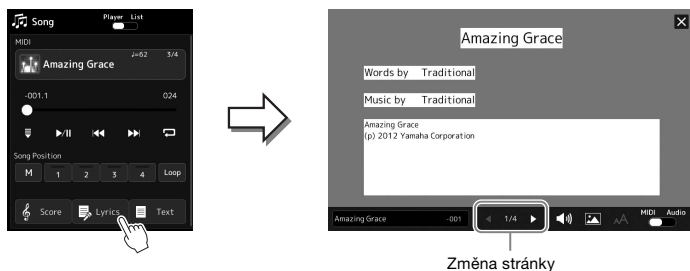 Song
Player List
MIDI
Amazing Grace
♩=62 3/4
-001.1 024
Song Position
M 1 2 3 4 Loop
Score Lyrics Text
Amazing Grace
Words by Traditional
Music by Traditional
Amazing Grace
(p) 2012 Yamaha Corporation
Amazing Grace -001 1/4 AA MIDI Audio
Změna stránky